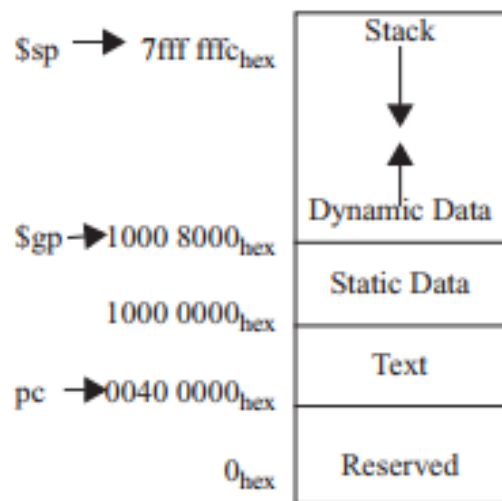 $sp 7fff fffchex Stack
Dynamic Data
$gp 1000 8000hex
Static Data
1000 0000hex
Text
pc 0040 0000hex
Reserved
0hex